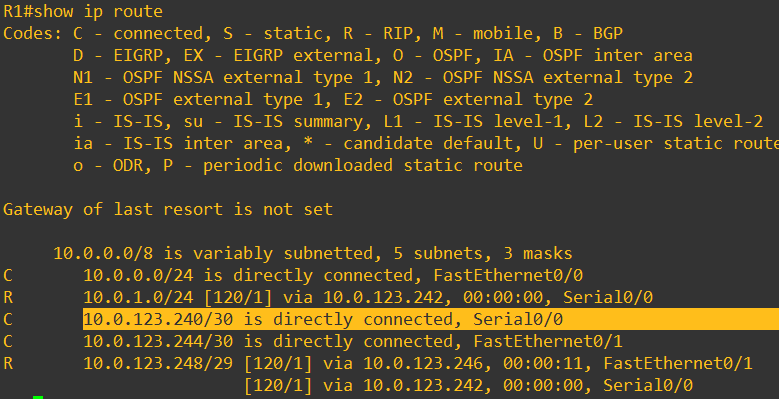 R1#show ip route
Codes: C - connected, S - static, R - RIP, M - mobile, B - BGP
D - EIGRP, EX - EIGRP external, O - OSPF, IA - OSPF inter area
N1 - OSPF NSSA external type 1, N2 - OSPF NSSA external type 2
E1 - OSPF external type 1, E2 - OSPF external type 2
i - IS-IS, su - IS-IS summary, L1 - IS-IS level-1, L2 - IS-IS level-2
ia - IS-IS inter area, * - candidate default, U - per-user static route
o - ODR, P - periodic downloaded static route
Gateway of last resort is not set
10.0.0.0/8 is variably subnetted, 5 subnets, 3 masks
C 10.0.0.0/24 is directly connected, FastEthernet0/0
R 10.0.1.0/24 [120/1] via 10.0.123.242, 00:00:00, Serial0/0
C 10.0.123.240/30 is directly connected, Serial0/0
C 10.0.123.244/30 is directly connected, FastEthernet0/1
R 10.0.123.248/29 [120/1] via 10.0.123.246, 00:00:11, FastEthernet0/1
[120/1] via 10.0.123.242, 00:00:00, Serial0/0